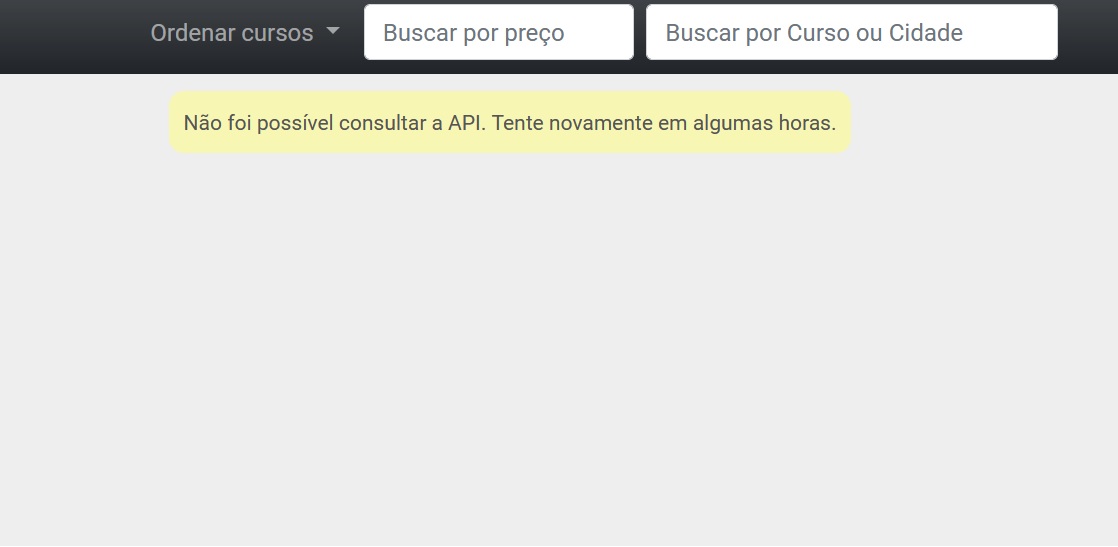 Ordenar cursos Buscar por preço Buscar por Curso ou Cidade
Não foi possível consultar a API. Tente novamente em algumas horas.